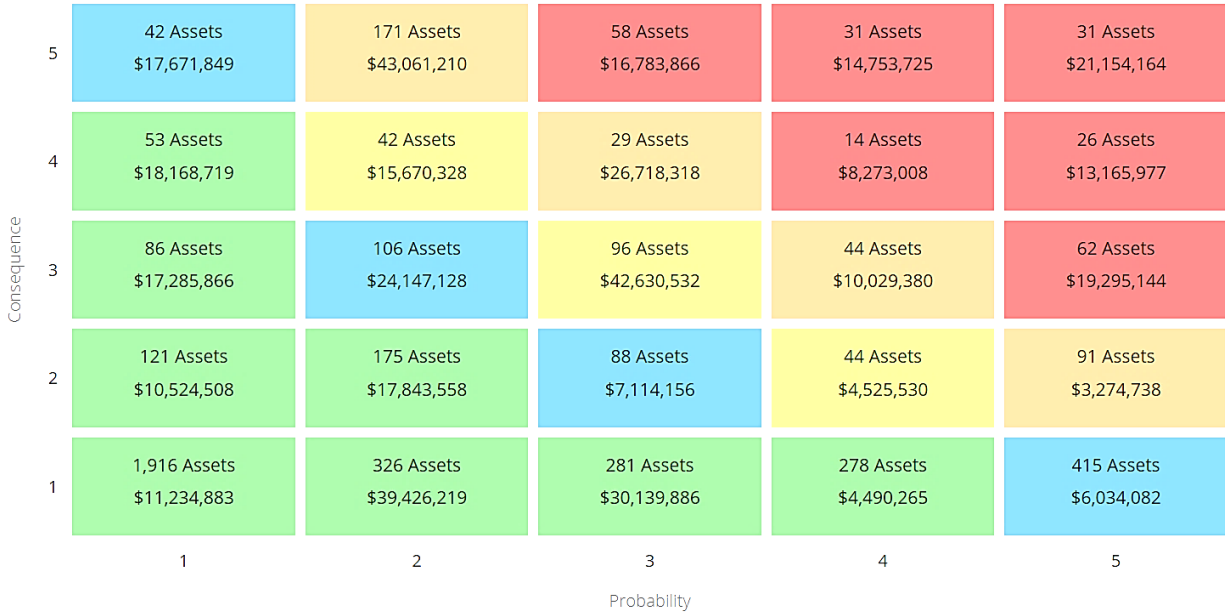 42 Assets
$17,671,849
171 Assets
$43,061,210
58 Assets
$16,783,866
31 Assets
$14,753,725
31 Assets
$21,154,164
5
53 Assets
$18,168,719
42 Assets
$15,670,328
29 Assets
$26,718,318
14 Assets
$8,273,008
26 Assets
$13,165,977
4
86 Assets
$17,285,866
106 Assets
$24,147,128
96 Assets
$42,630,532
44 Assets
$10,029,380
62 Assets
$19,295,144
3
Consequence
121 Assets
$10,524,508
175 Assets
$17,843,558
88 Assets
$7,114,156
44 Assets
$4,525,530
91 Assets
$3,274,738
2
1,916 Assets
$11,234,883
326 Assets
$39,426,219
281 Assets
$30,139,886
278 Assets
$4,490,265
415 Assets
$6,034,082
1
1
2
3
4
5
Probability